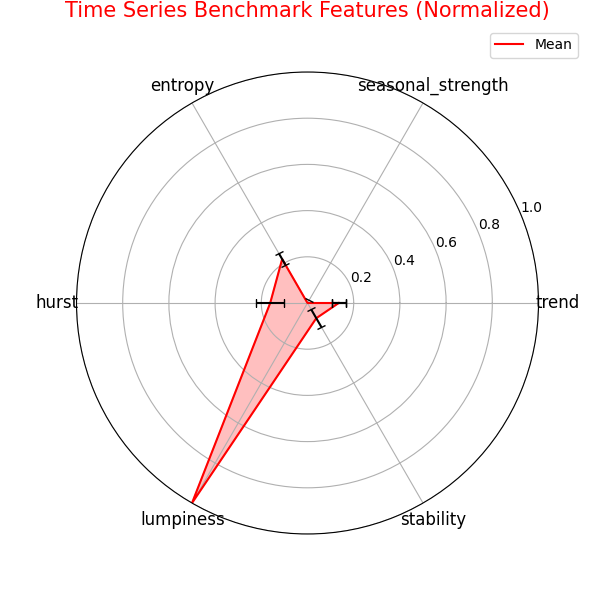 Time Series Benchmark Features (Normalized)
Mean
entropy
seasonal_strength
1.0
0.8
0.6
0.4
0.2
hurst
trend
lumpiness
stability